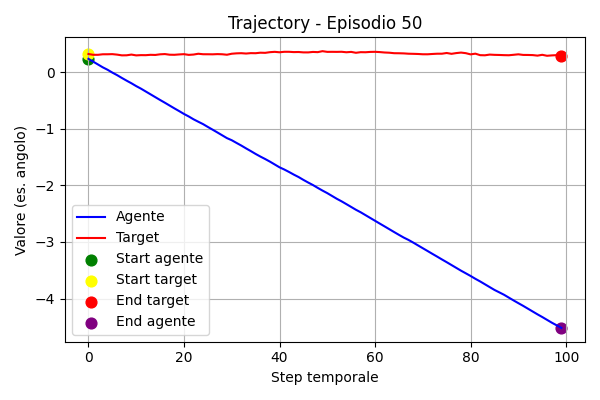 Trajectory - Episodio 50
Valore (es. angolo)
0
−1
−2
−3
−4
Agente
Target
Start agente
Start target
End target
End agente
0 20 40 60 80 100
Step temporale